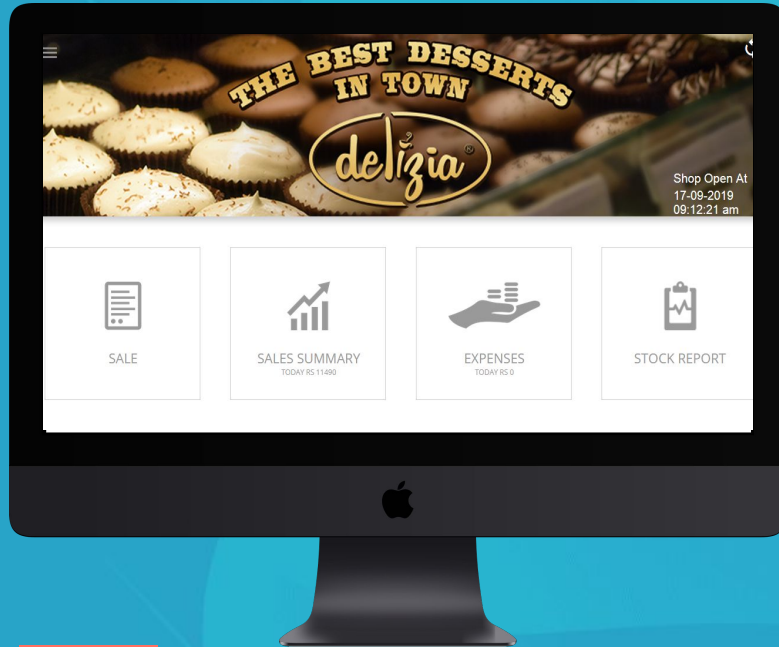 THE BEST DESSERTS
IN TOWN
delizia®
Shop Open At
17-09-2019
09:12:21 am
SALE
SALES SUMMARY
TODAY RS 11490
EXPENSES
TODAY RS 0
STOCK REPORT